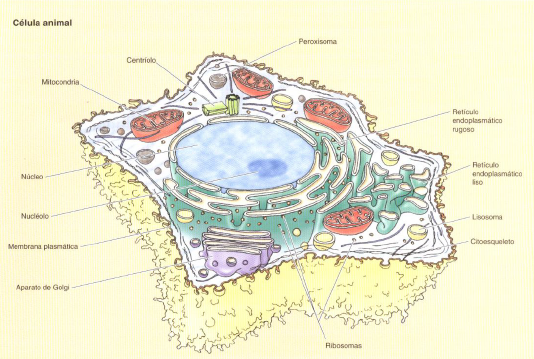 Célula animal
Peroxisoma
Centríolo
Mitocondria
Retículo
endoplasmático
rugoso
Retículo
endoplasmático
liso
Núcleo
Nucléolo
Lisosoma
Membrana plasmática
Citoesqueleto
Aparato de Golgi
Ribosomas